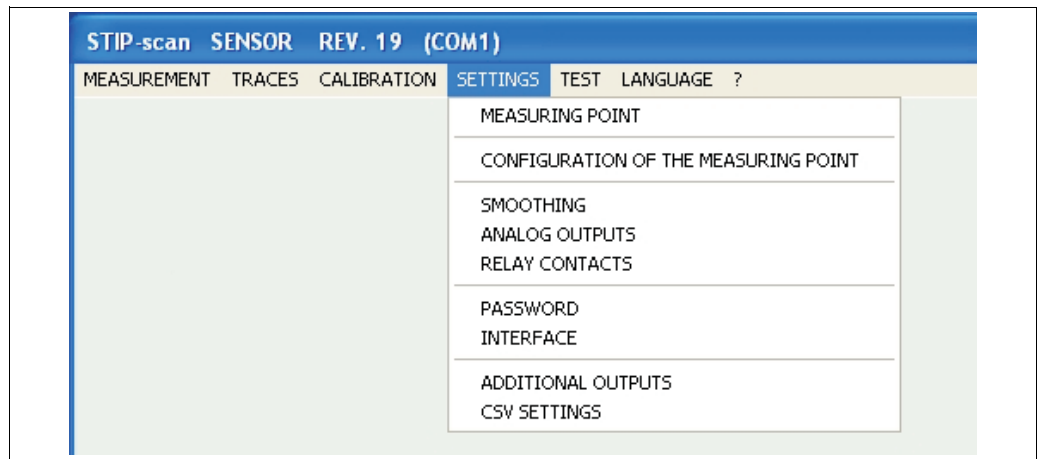 STIP-scan SENSOR REV. 19 (COM1)
MEASUREMENT TRACES CALIBRATION SETTINGS TEST LANGUAGE ?
MEASURING POINT
CONFIGURATION OF THE MEASURING POINT
SMOOTHING
ANALOG OUTPUTS
RELAY CONTACTS
PASSWORD
INTERFACE
ADDITIONAL OUTPUTS
CSV SETTINGS